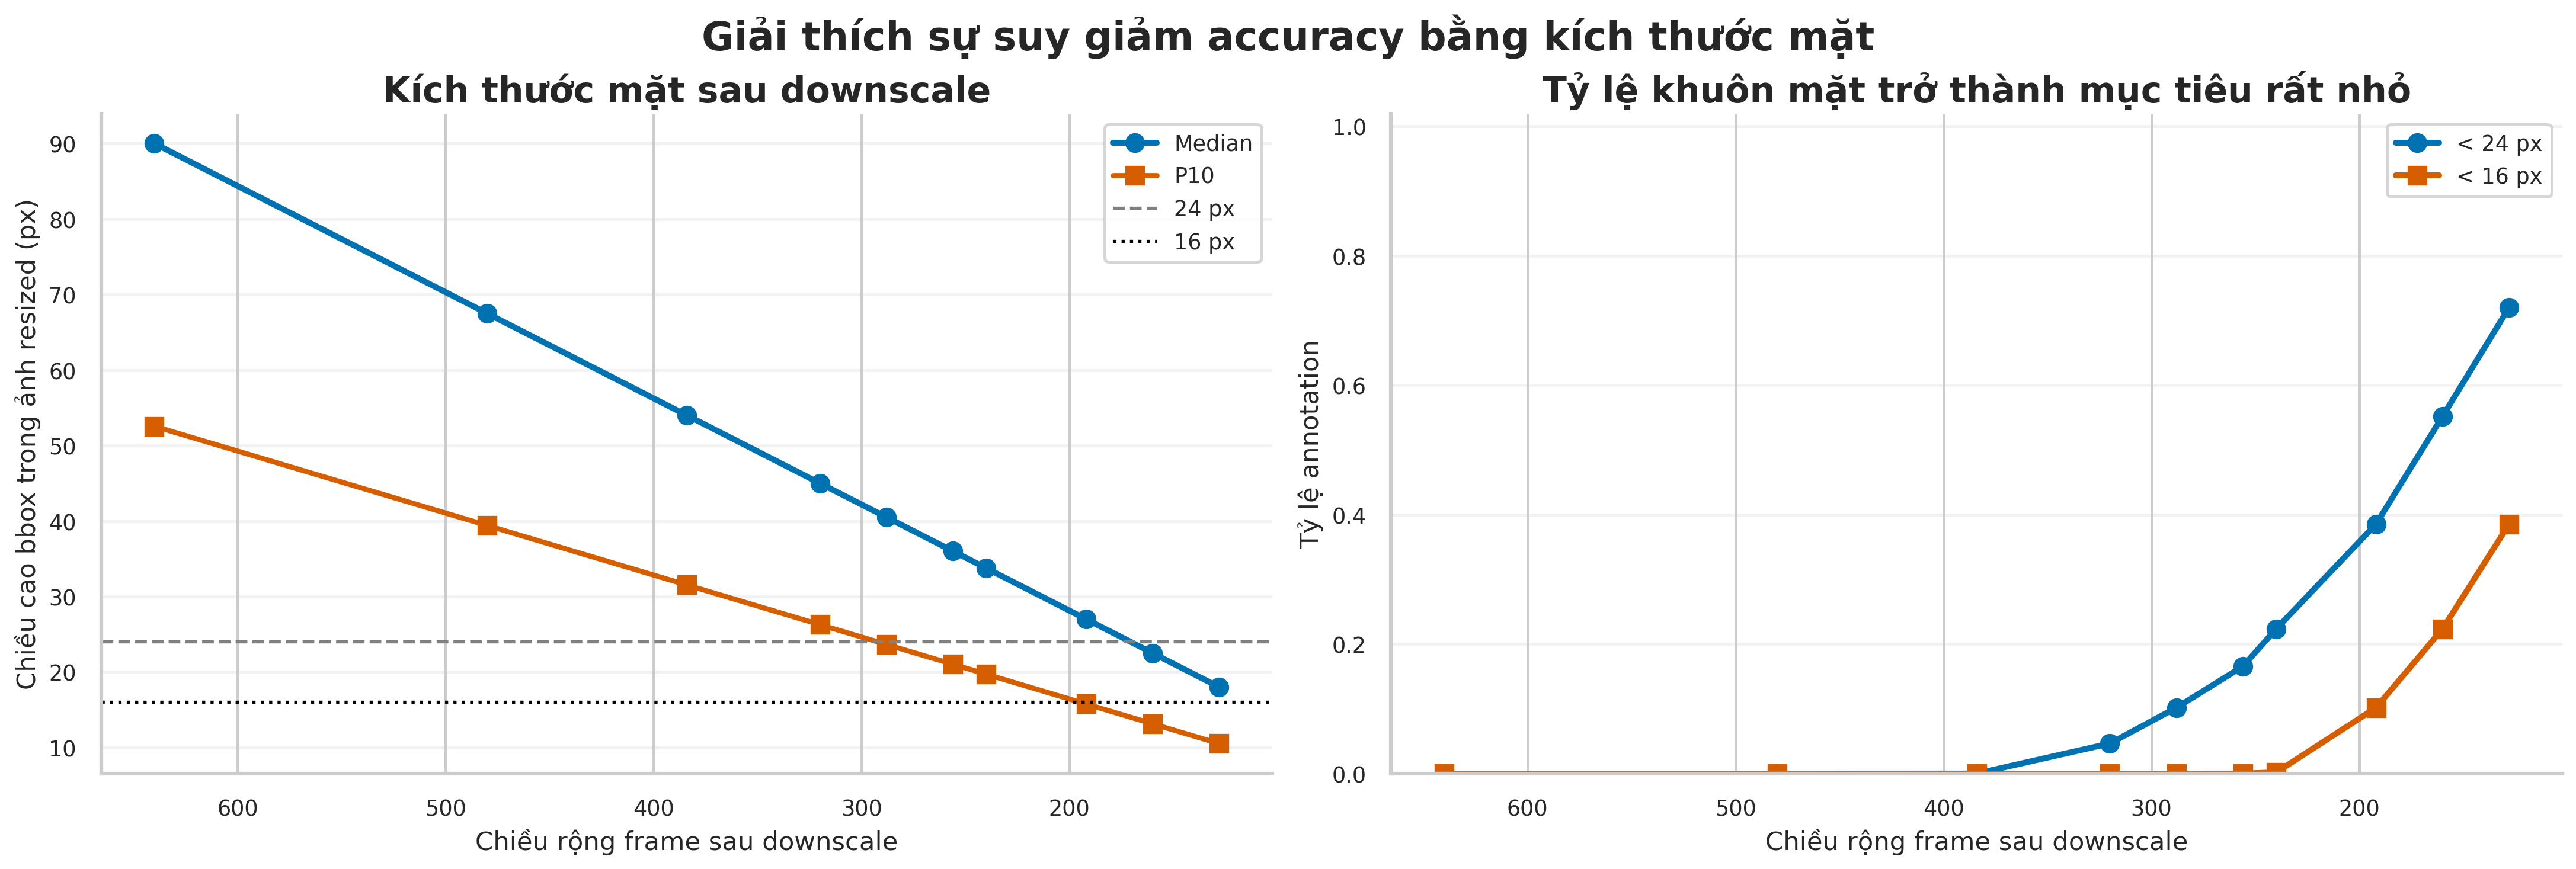 Giải thích sự suy giảm accuracy bằng kích thước mặt
Kích thước mặt sau downscale
Chiều cao bbox trong ảnh resized (px)
90
80
70
60
50
40
30
20
10
600
500
400
300
200
Chiều rộng frame sau downscale
Median
P10
24 px
16 px
Tỷ lệ khuôn mặt trở thành mục tiêu rất nhỏ
Tỷ lệ annotation
1.0
0.8
0.6
0.4
0.2
0.0
600
500
400
300
200
Chiều rộng frame sau downscale
< 24 px
< 16 px